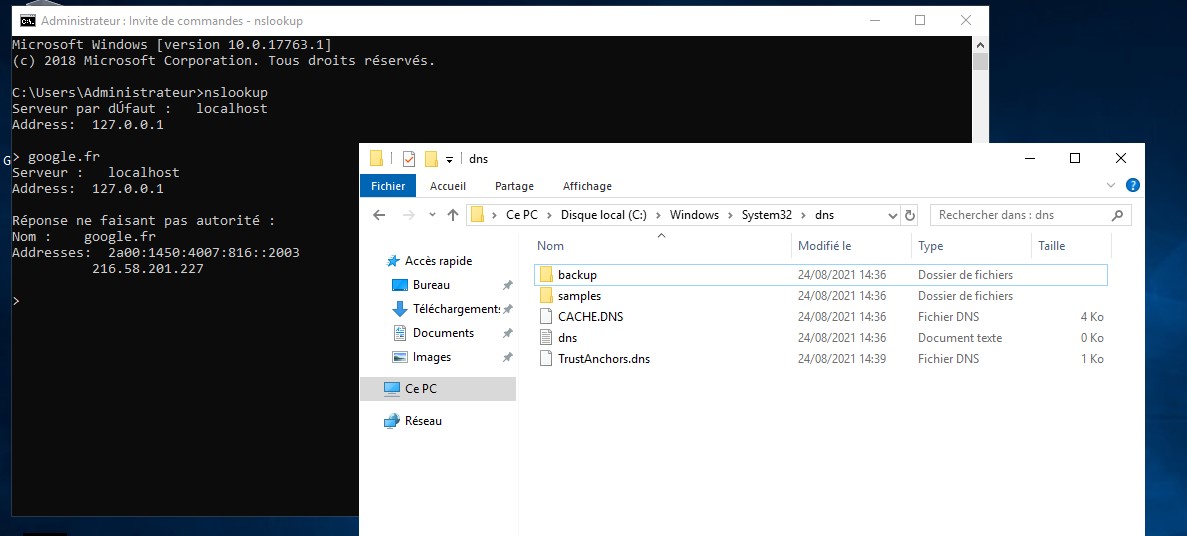 Administrateur : Invite de commandes - nslookup
Microsoft Windows [version 10.0.17763.1]
(c) 2018 Microsoft Corporation. Tous droits réservés.
C:\Users\Administrateur>nslookup
Serveur par dÚfaut :   localhost
Address:  127.0.0.1
> google.fr
Serveur :   localhost
Address:  127.0.0.1
Réponse ne faisant pas autorité :
Nom :    google.fr
Addresses:  2a00:1450:4007:816::2003
216.58.201.227
>
G
dns
Fichier Accueil Partage Affichage
Ce PC > Disque local (C:) > Windows > System32 > dns
Rechercher dans : dns
Nom Modifié le Type Taille
Accès rapide
Bureau
Téléchargements
Documents
Images
Ce PC
Réseau
backup 24/08/2021 14:36 Dossier de fichiers
samples 24/08/2021 14:36 Dossier de fichiers
CACHE.DNS 24/08/2021 14:36 Fichier DNS 4 Ko
dns 24/08/2021 14:36 Document texte 0 Ko
TrustAnchors.dns 24/08/2021 14:39 Fichier DNS 1 Ko